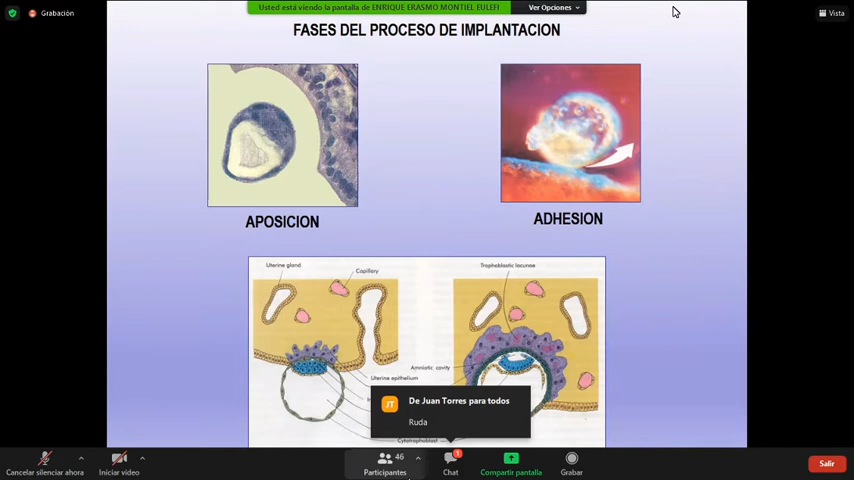 Usted está viendo la pantalla de ENRIQUE ERASMO MONTIEL EULEFI
Ver Opciones
Grabación
Vista
FASES DEL PROCESO DE IMPLANTACION
APOSICION
ADHESION
Uterine gland
Capillary
Trophoblastic lacunae
Amniotic cavity
Uterine epithelium
De Juan Torres para todos
JT
Ruda
Cytotrophoblast
Cancelar silenciar ahora
Iniciar video
46
Participantes
1
Chat
Compartir pantalla
Grabar
Salir